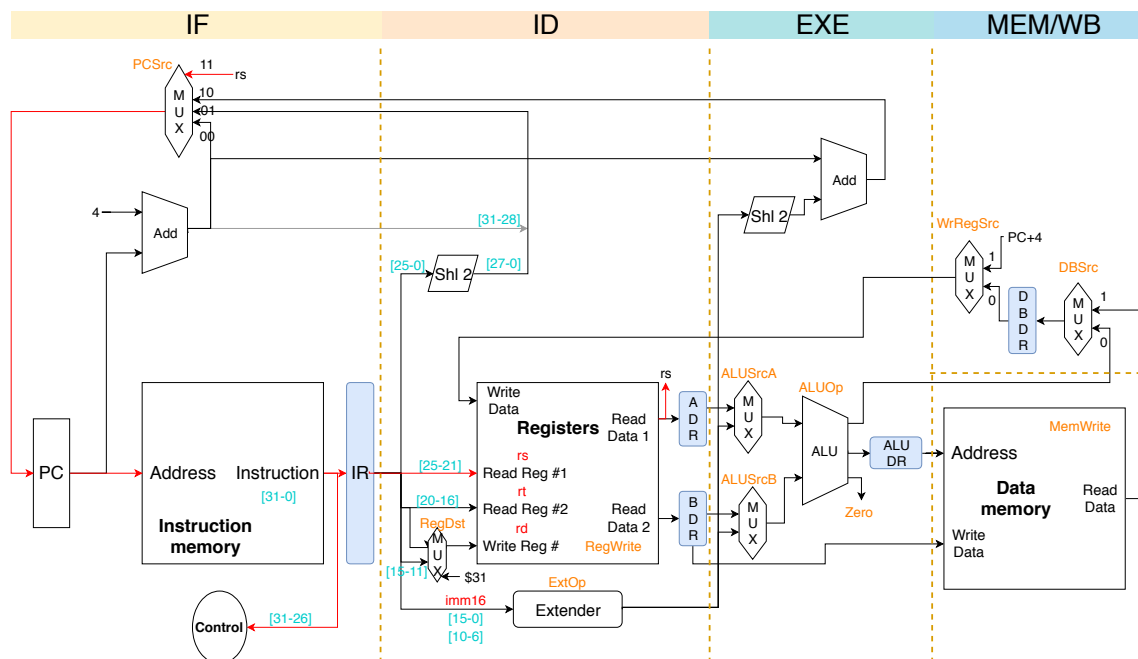 IF
ID
EXE
MEM/WB
PCSrc
11
rs
M
U
X
10
01
00
4
Add
[31-28]
[25-0]
Shl 2
[27-0]
Add
Shl 2
WrRegSrc
PC+4
M
U
X
1
0
D
B
D
R
DBSrc
M
U
X
1
0
PC
Address
Instruction
[31-0]
Instruction
memory
IR
Control
[31-26]
[25-21]
[20-16]
RegDst
M
U
X
[15-11]
$31
Write
Data
Registers
Read
Data 1
rs
rs
Read Reg #1
rt
Read Reg #2
rd
Write Reg #
Read
Data 2
RegWrite
imm16
[15-0]
[10-6]
ExtOp
Extender
A
D
R
B
D
R
ALUSrcA
M
U
X
ALUSrcB
M
U
X
ALUOp
ALU
Zero
ALU
DR
MemWrite
Address
Data
memory
Read
Data
Write
Data